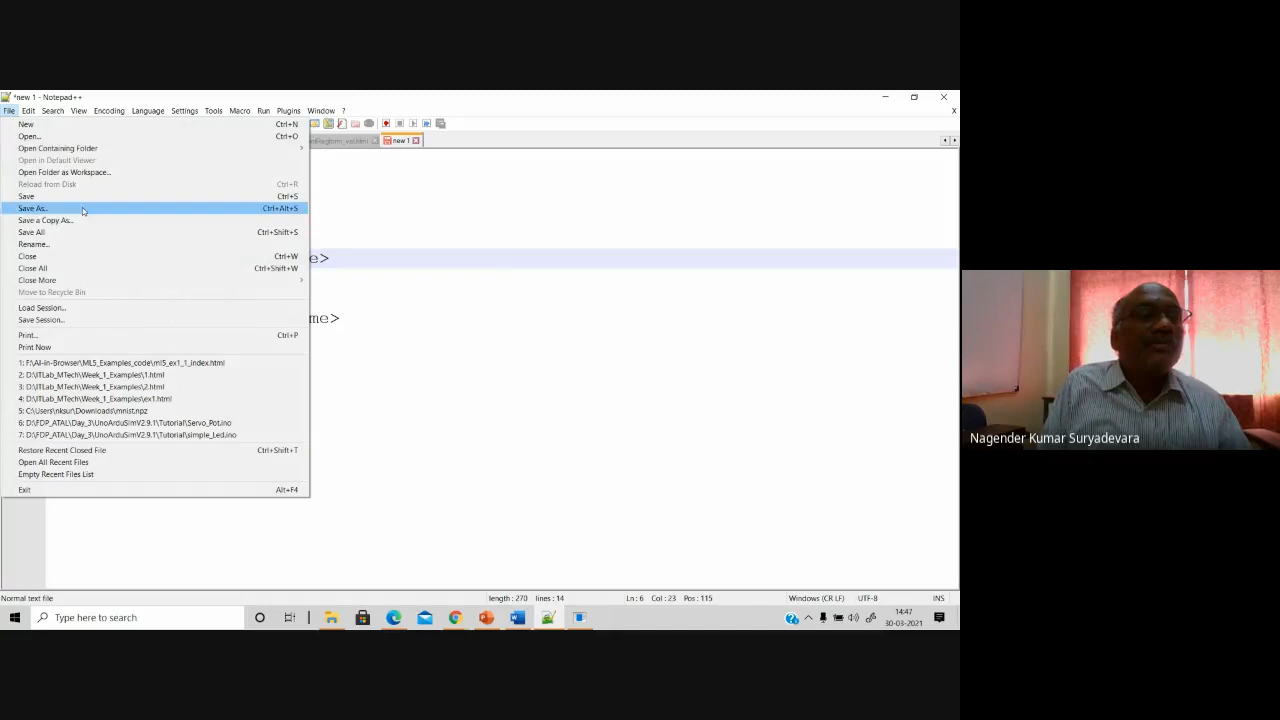 *new 1 - Notepad++
File Edit Search View Encoding Language Settings Tools Macro Run Plugins Window ? X
new 1
New Ctrl+N
Open... Ctrl+O
Open Containing Folder
Open in Default Viewer
Open Folder as Workspace...
Reload from Disk Ctrl+R
Save Ctrl+S
Save As... Ctrl+Alt+S
Save a Copy As...
Save All Ctrl+Shift+S
Rename...
Close Ctrl+W
Close All Ctrl+Shift+W
Close More
Move to Recycle Bin
Load Session...
Save Session...
Print... Ctrl+P
Print Now
1: F:\AI-in-Browser\ML5_Examples_code\ml5_ex1_1_index.html
2: D:\ITLab_MTech\Week_1_Examples\1.html
3: D:\ITLab_MTech\Week_1_Examples\2.html
4: D:\ITLab_MTech\Week_1_Examples\ex1.html
5: C:\Users\nksur\Downloads\mnist.npz
6: D:\FDP_ATAL\Day_3\UnoArduSimV2.9.1\Tutorial\Servo_Pot.ino
7: D:\FDP_ATAL\Day_3\UnoArduSimV2.9.1\Tutorial\simple_Led.ino
Restore Recent Closed File Ctrl+Shift+T
Open All Recent Files
Empty Recent Files List
Exit Alt+F4
e>
me>
Nagender Kumar Suryadevara
Normal text file length : 270 lines : 14 Ln : 6 Col : 23 Pos : 115 Windows (CR LF) UTF-8 INS
Type here to search
14:47
30-03-2021